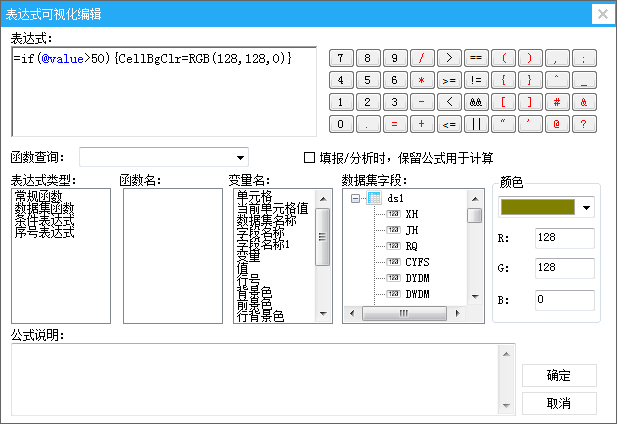 表达式可视化编辑
表达式:
=if(@value>50){CellBgClr=RGB(128,128,0)}
7 8 9 / > == ( ) , ;
4 5 6 * >= != { } ^ _
1 2 3 - < && [ ] # &
0 . = + <= || “ ’ @ ?
函数查询:
填报/分析时，保留公式用于计算
表达式类型: 函数名: 变量名: 数据集字段: 颜色
常规函数
数据集函数
条件表达式
序号表达式
单元格
当前单元格值
数据集名称
字段名称
字段名称1
变量
值
行号
背景色
前景色
行背景色
ds1
123 XH
123 JH
123 RQ
123 CYFS
123 DYDM
123 DWDM
R: 128
G: 128
B: 0
公式说明:
确定
取消